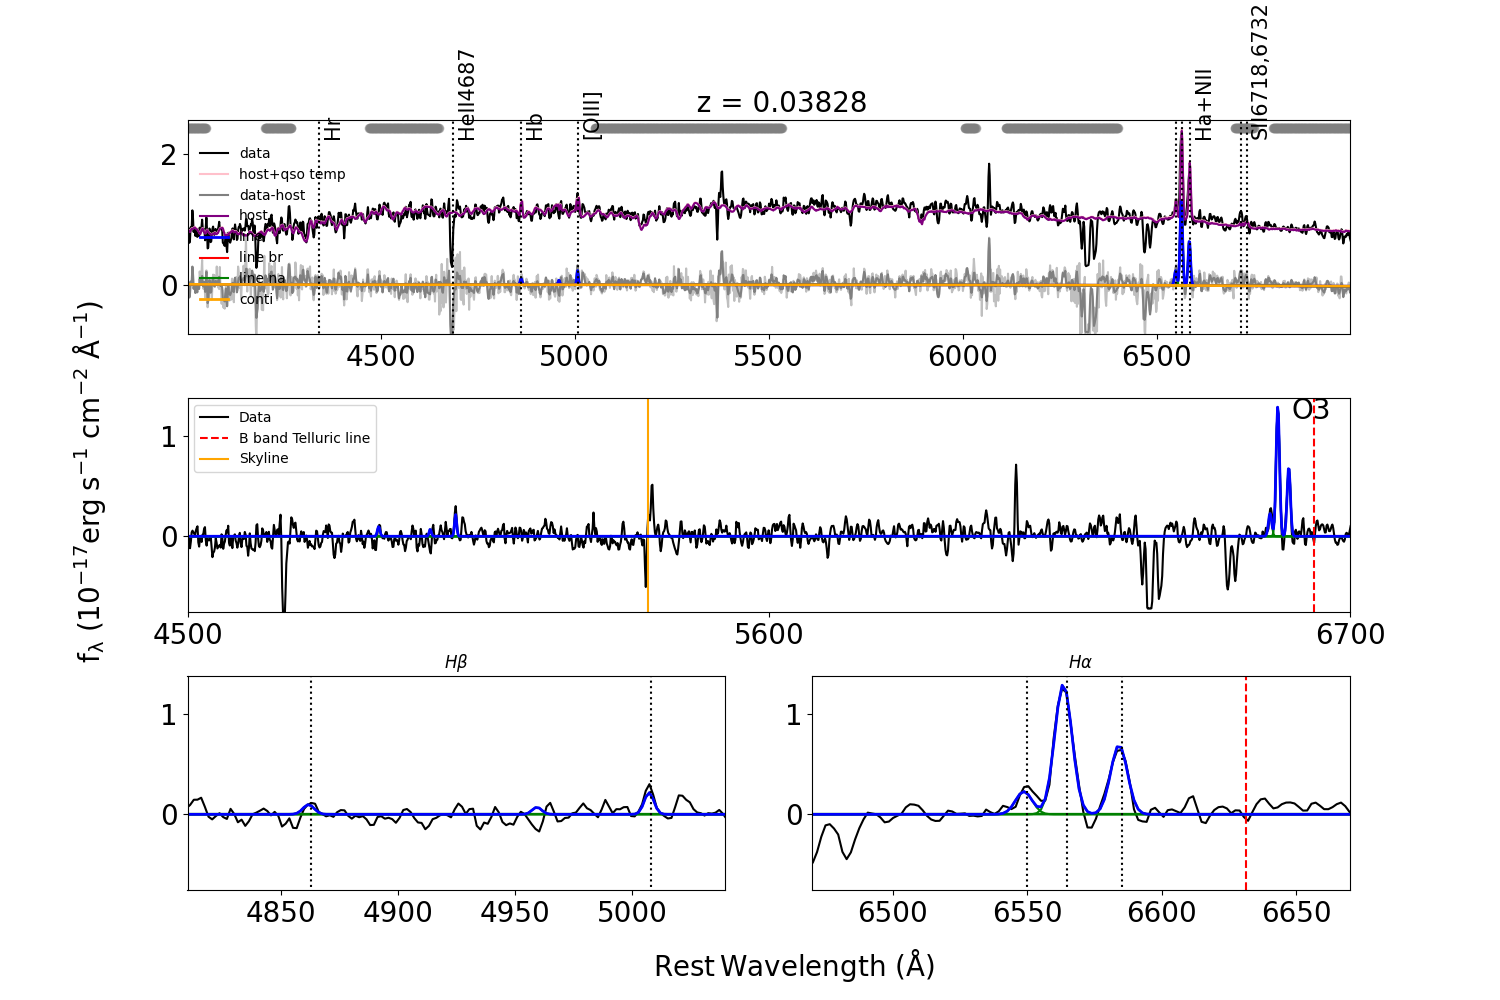 z = 0.03828
Hr
HeII4687
Hb
[OIII]
Ha+NII
SII6718,6732
data
host+qso temp
data-host
host
line
line br
line na
conti
2
0
4500 5000 5500 6000 6500
fλ (10−17erg s−1 cm−2 Å−1)
Data
B band Telluric line
Skyline
O3
1
0
4500 5600 6700
Hβ
1
0
4850 4900 4950 5000
Hα
1
0
6500 6550 6600 6650
Rest Wavelength (Å)